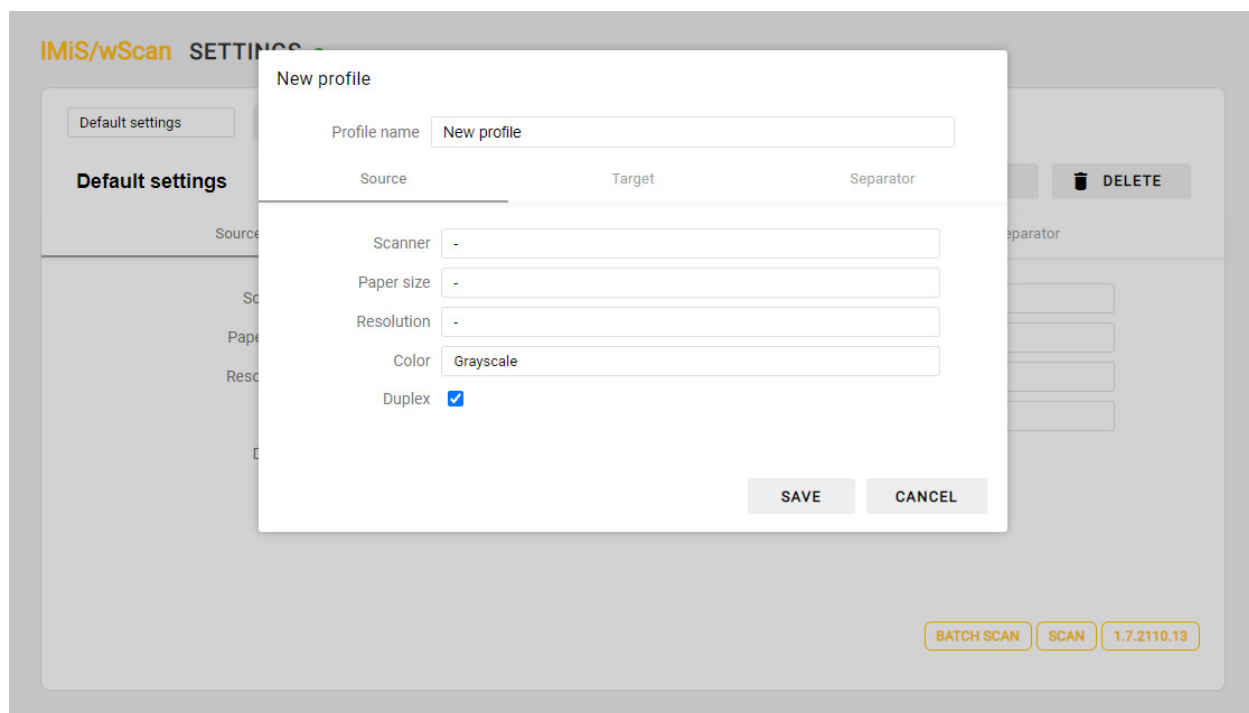 IMiS/wScan SETTINGS
New profile
Default settings
Profile name New profile
Default settings
DELETE
Source Target Separator
Source
Scanner -
Paper size -
Resolution -
Color Grayscale
Duplex
SAVE CANCEL
BATCH SCAN SCAN 1.7.2110.13